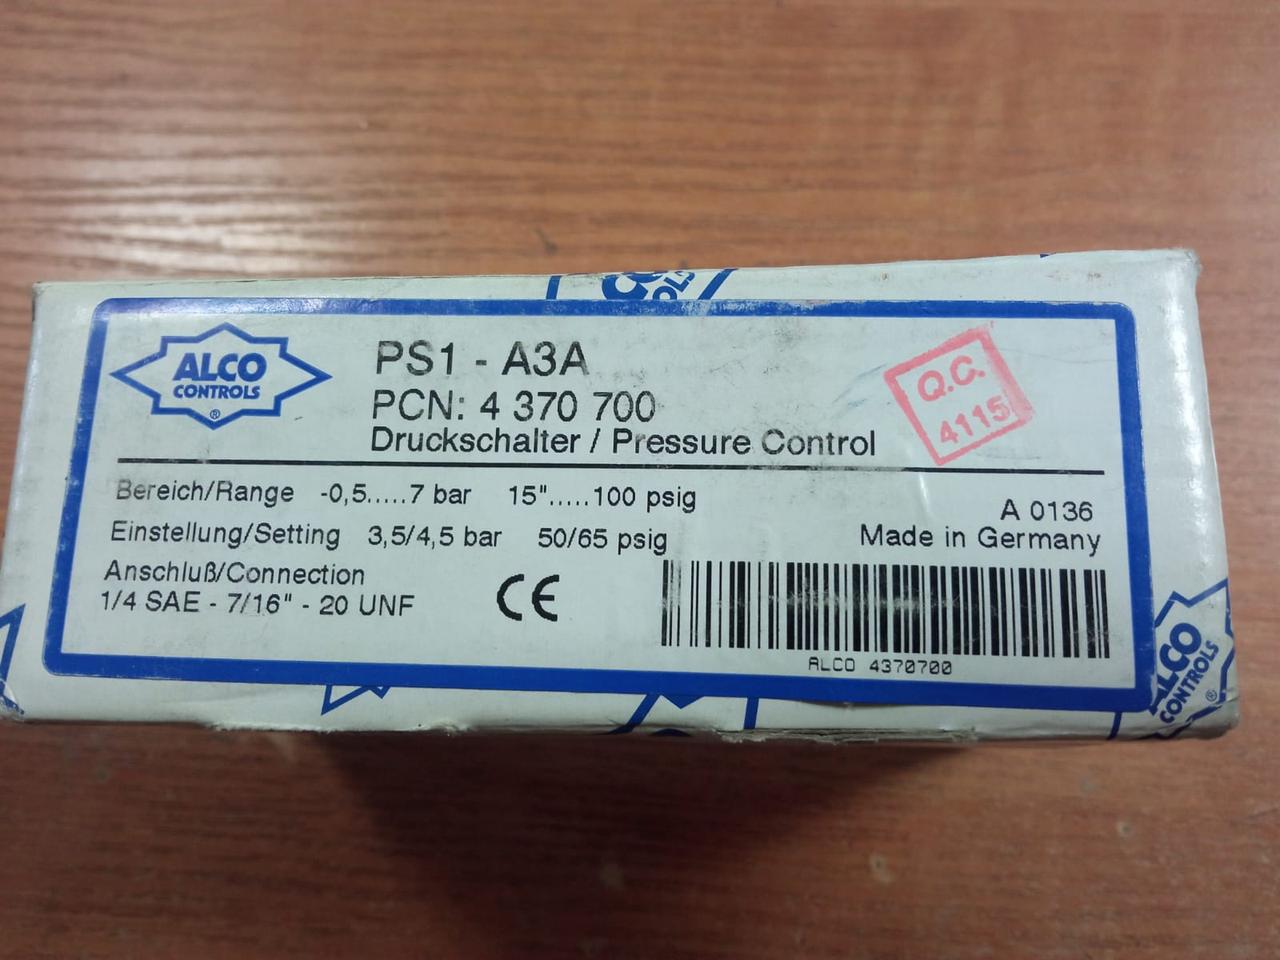 ALCO
CONTROLS
®
PS1 - A3A
PCN: 4 370 700
Druckschalter / Pressure Control
Q.C.
4115
Bereich/Range -0,5.....7 bar 15".....100 psig
Einstellung/Setting 3,5/4,5 bar 50/65 psig
Anschluß/Connection
1/4 SAE - 7/16" - 20 UNF
CE
A 0136
Made in Germany
ALCO 4370700
ALCO
CONTROLS
®